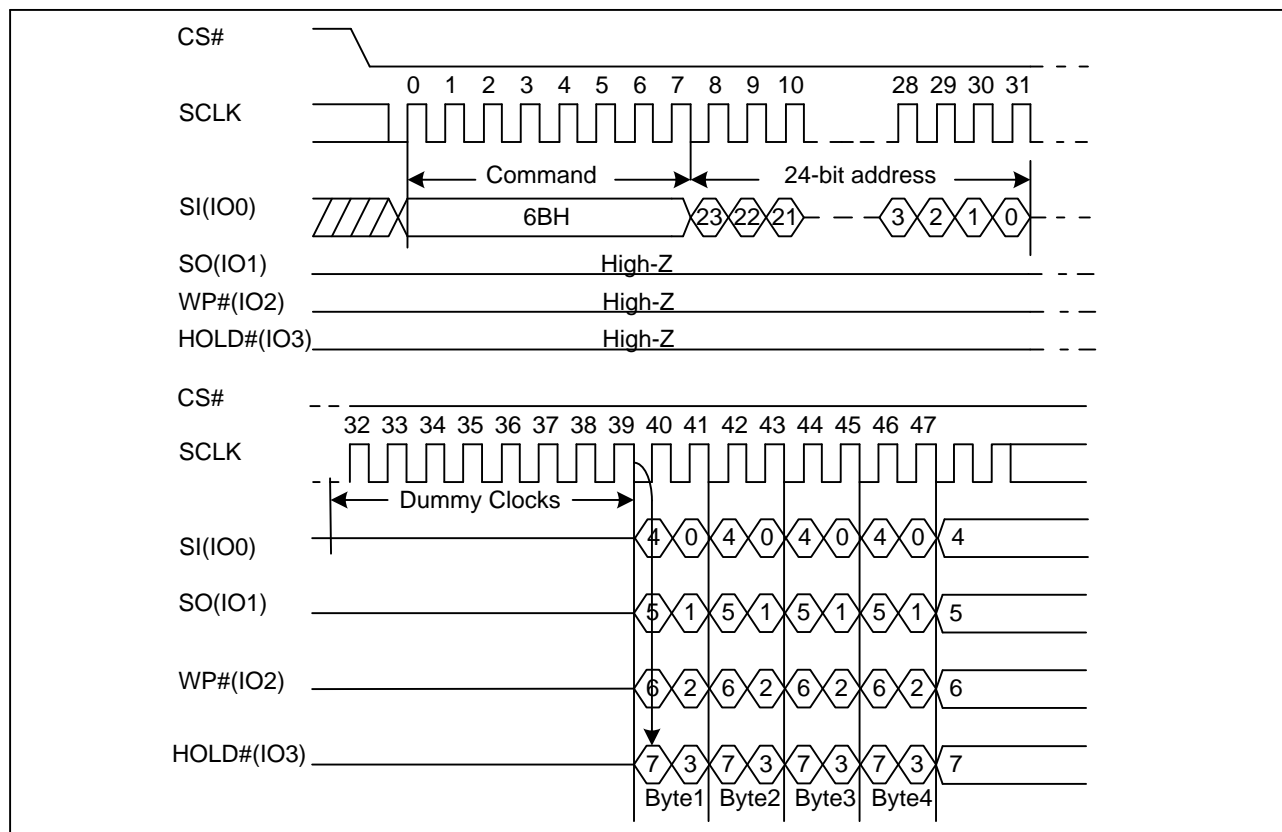 CS#
0 1 2 3 4 5 6 7 8 9 10 28 29 30 31
SCLK
Command 24-bit address
SI(IO0) 6BH 23 22 21 3 2 1 0
SO(IO1) High-Z
WP#(IO2) High-Z
HOLD#(IO3) High-Z
CS#
32 33 34 35 36 37 38 39 40 41 42 43 44 45 46 47
SCLK
Dummy Clocks
SI(IO0) 4 0 4 0 4 0 4 0 4
SO(IO1) 5 1 5 1 5 1 5 1 5
WP#(IO2) 6 2 6 2 6 2 6 2 6
HOLD#(IO3) 7 3 7 3 7 3 7 3 7
Byte1 Byte2 Byte3 Byte4